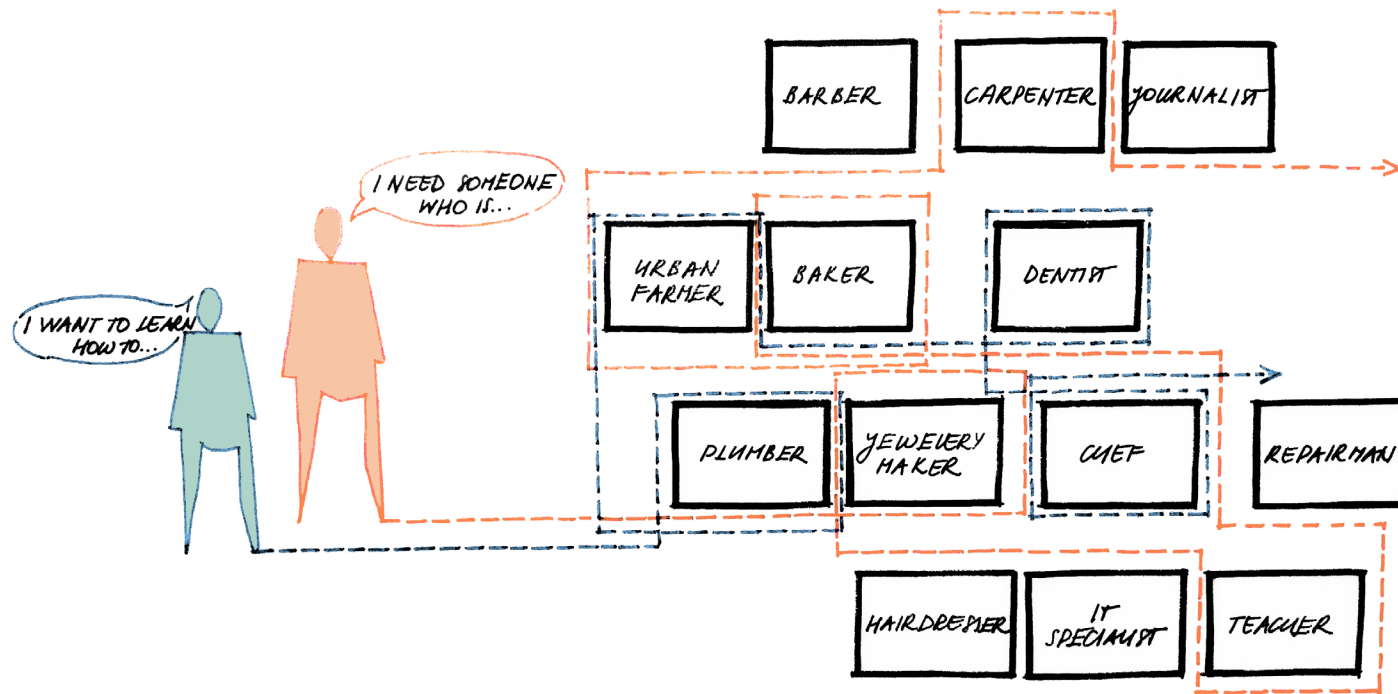 BARBER
CARPENTER
JOURNALIST
I NEED SOMEONE
WHO IS...
URBAN
FARMER
BAKER
DENTIST
I WANT TO LEARN
HOW TO...
PLUMBER
JEWELERY
MAKER
CHEF
REPAIRMAN
HAIRDRESSER
IT
SPECIALIST
TEACHER